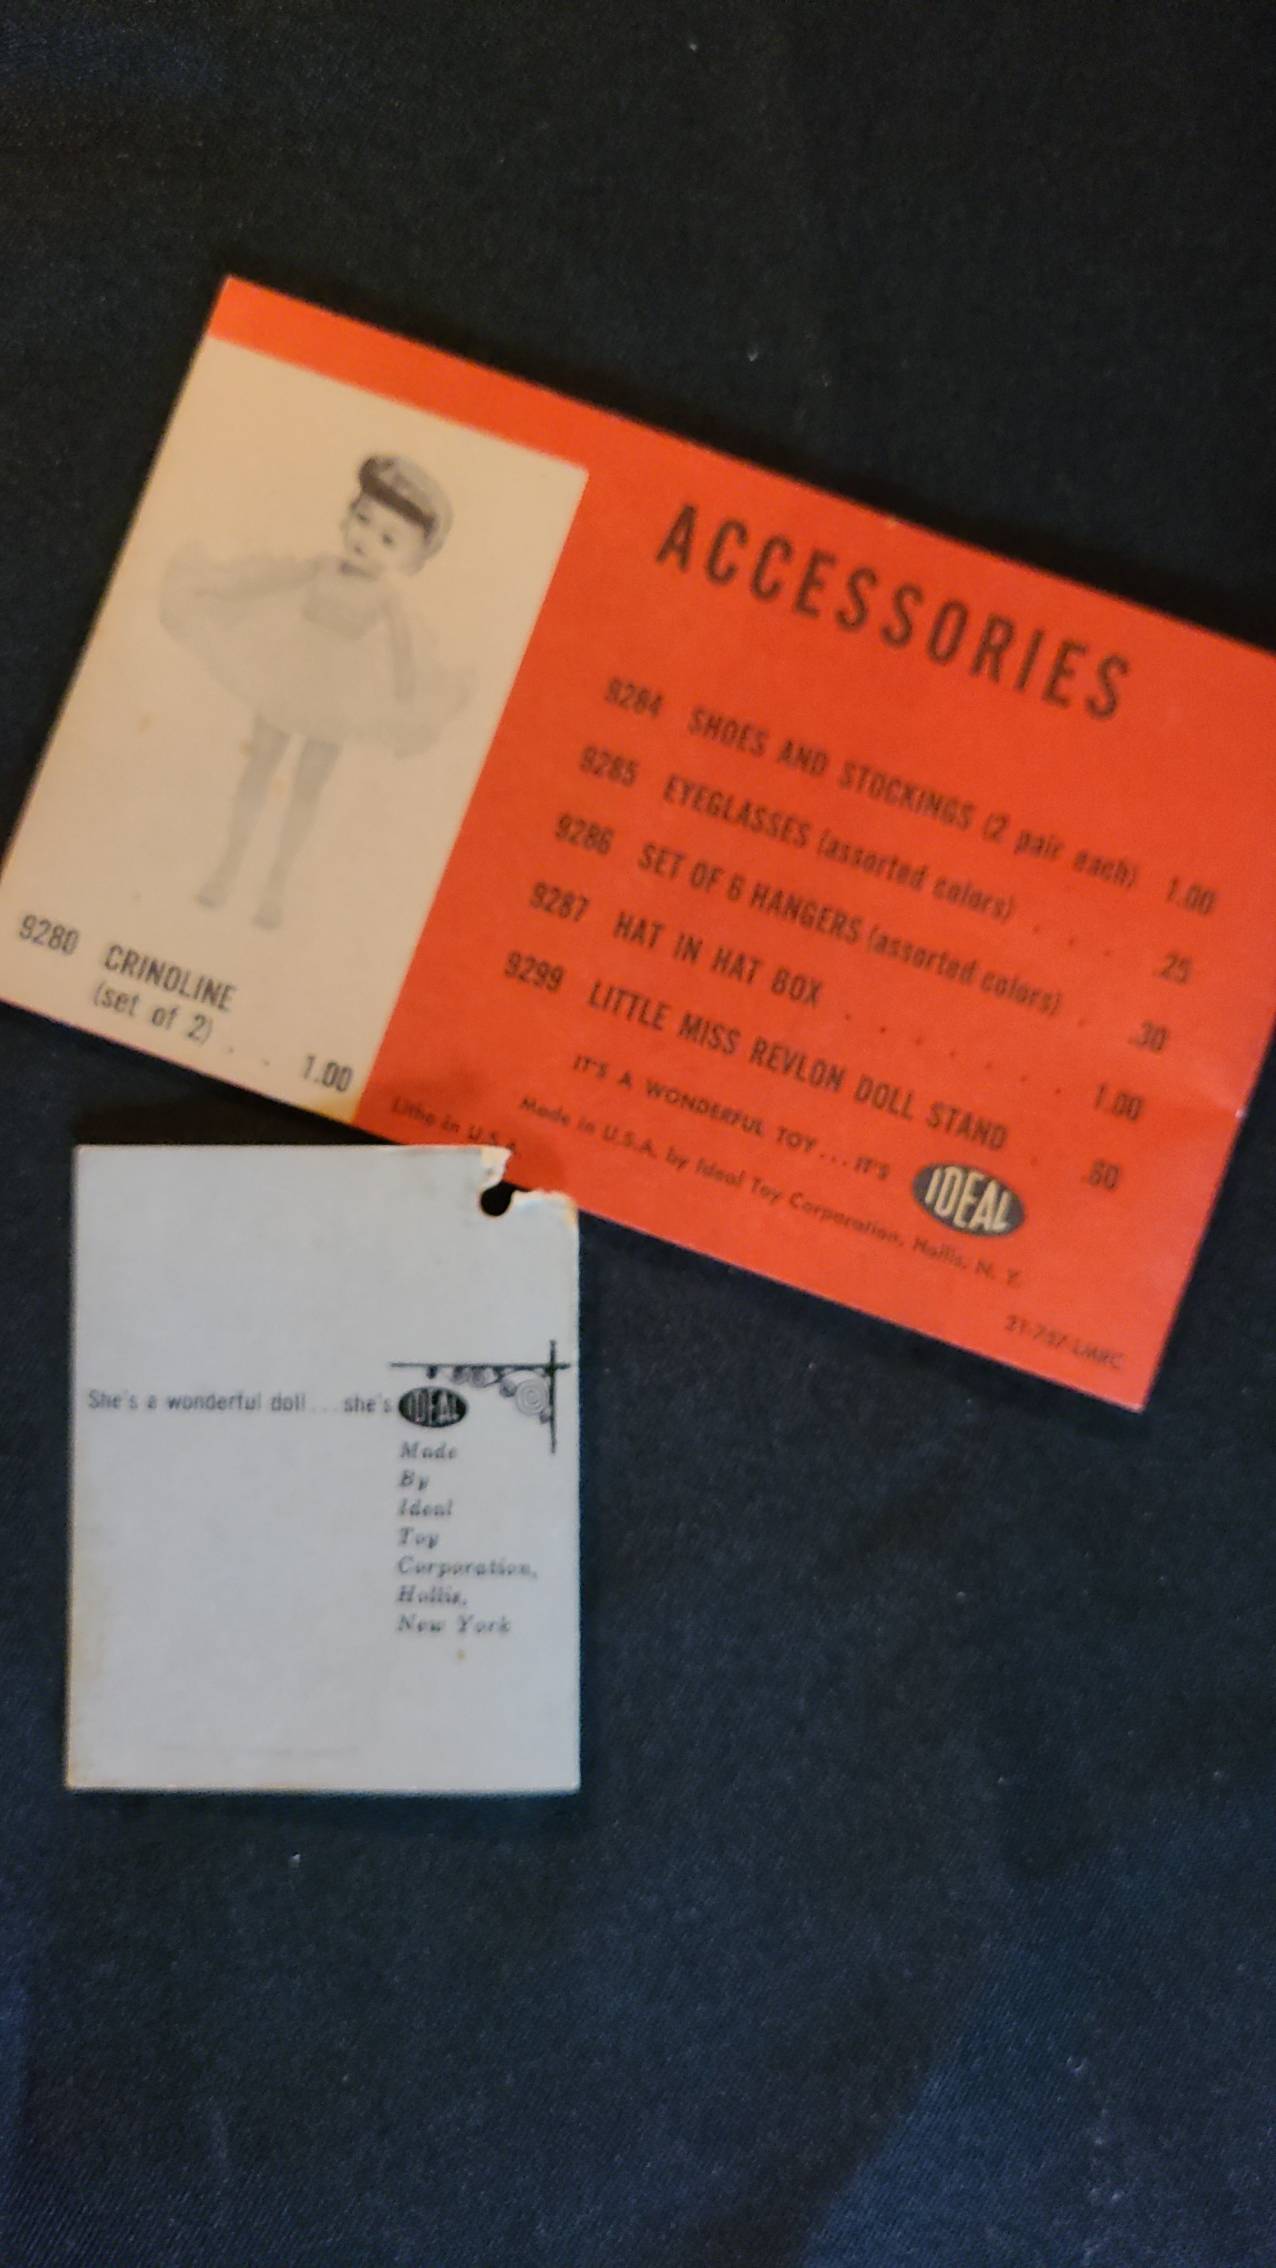 ACCESSORIES
9284 SHOES AND STOCKINGS (2 pair each) 1.00
9285 EYEGLASSES (assorted colors) . . . . .25
9286 SET OF 6 HANGERS (assorted colors) . .30
9287 HAT IN HAT BOX . . . . . . . 1.00
9299 LITTLE MISS REVLON DOLL STAND . .60
IT'S A WONDERFUL TOY...IT'S IDEAL
Made in U.S.A. by Ideal Toy Corporation, Hollis, N. Y.
Litho in U.S.A.
21-757-LMRC
9280 CRINOLINE
(set of 2) . . 1.00
She's a wonderful doll...she's IDEAL
Made
By
Ideal
Toy
Corporation,
Hollis,
New York